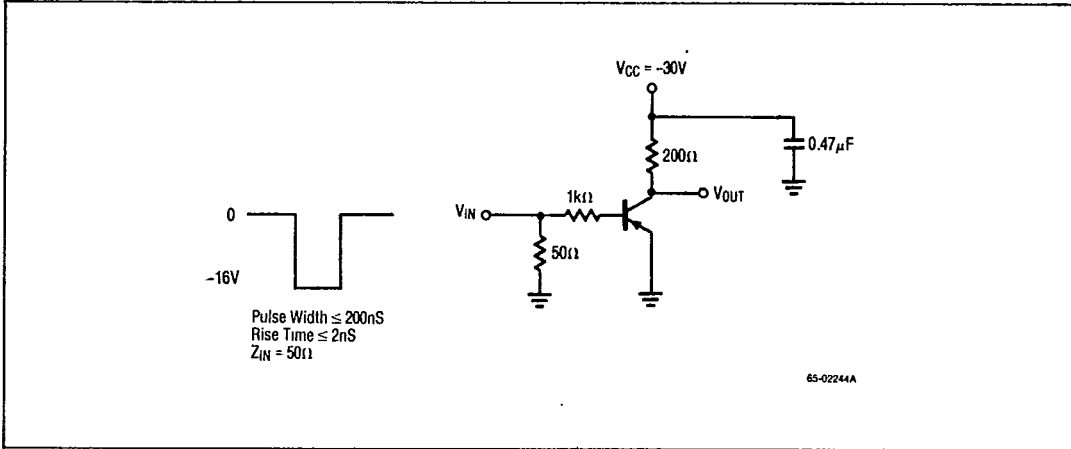 VCC = -30V
0.47µF
200Ω
VOUT
1kΩ
VIN
50Ω
0
-16V
Pulse Width ≤ 200nS
Rise Time ≤ 2nS
ZIN = 50Ω
65-02244A